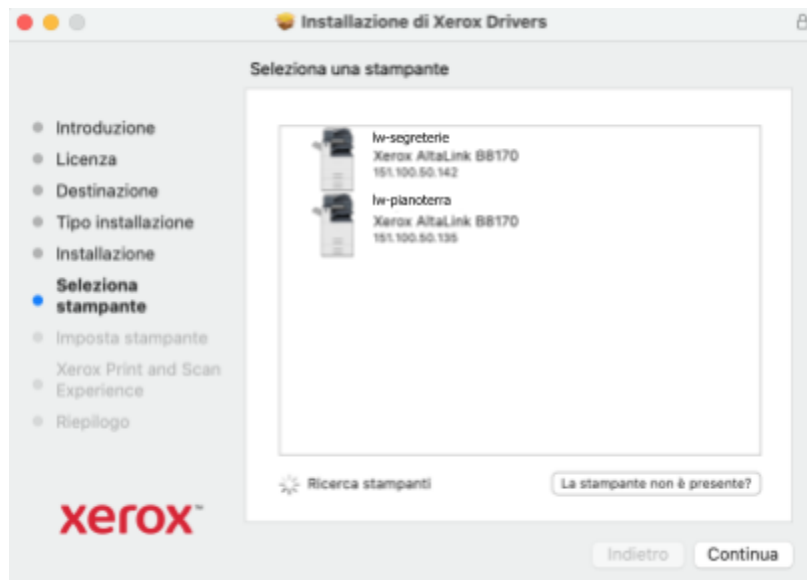 Installazione di Xerox Drivers
Seleziona una stampante
Introduzione
Licenza
Destinazione
Tipo installazione
Installazione
Seleziona
stampante
Imposta stampante
Xerox Print and Scan
Experience
Riepilogo
lw-segreterie
Xerox AltaLink B8170
151.100.50.142
lw-pianoterra
Xerox AltaLink B8170
151.100.50.135
Ricerca stampanti
La stampante non è presente?
xerox™
Indietro
Continua